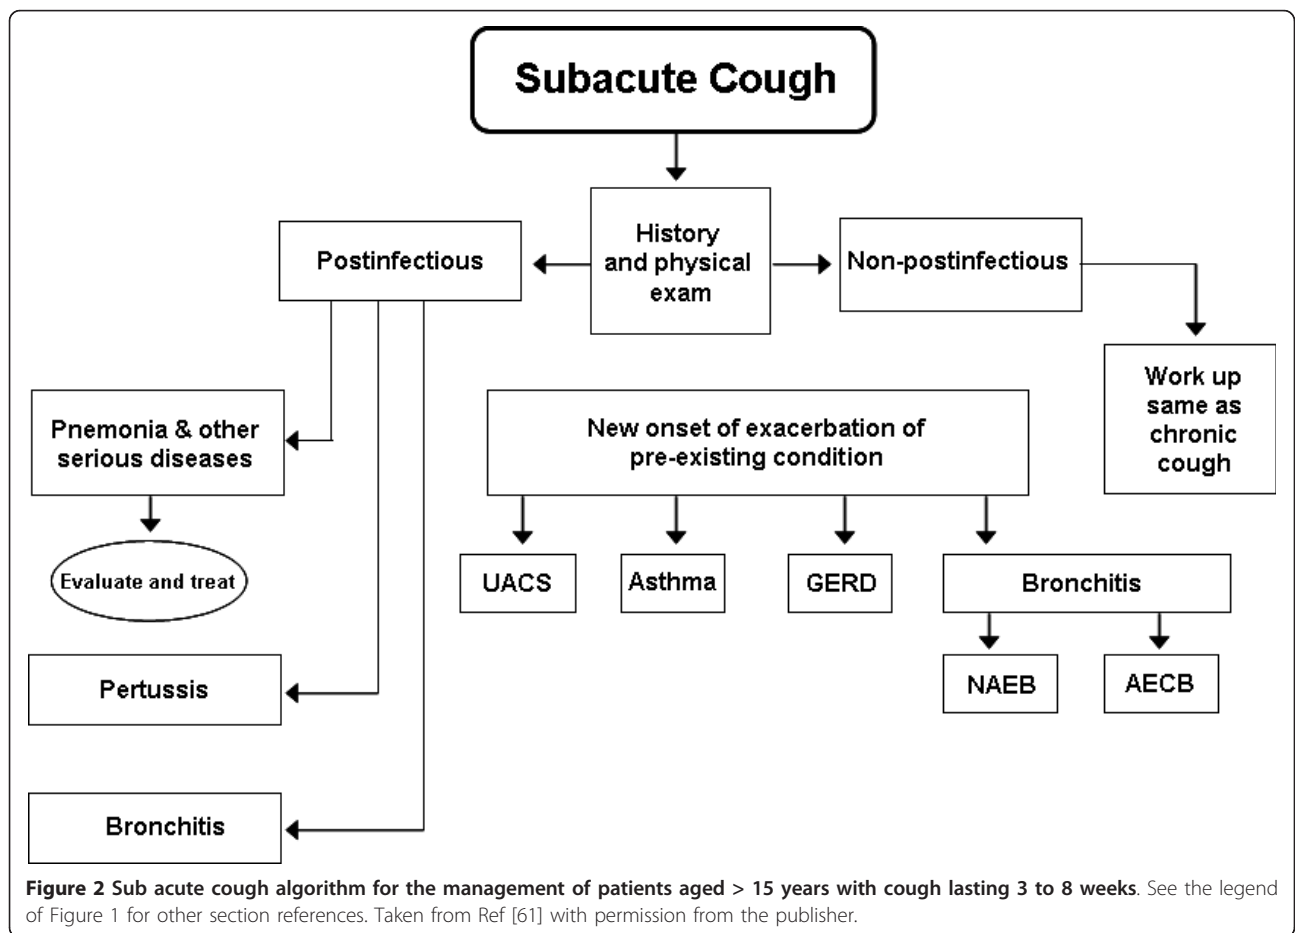 Subacute Cough
History
and physical
exam
Postinfectious
Non-postinfectious
Work up
same as
chronic
cough
Pnemonia & other
serious diseases
New onset of exacerbation of
pre-existing condition
Evaluate and treat
UACS
Asthma
GERD
Bronchitis
NAEB
AECB
Pertussis
Bronchitis
Figure 2 Sub acute cough algorithm for the management of patients aged > 15 years with cough lasting 3 to 8 weeks. See the legend
of Figure 1 for other section references. Taken from Ref [61] with permission from the publisher.